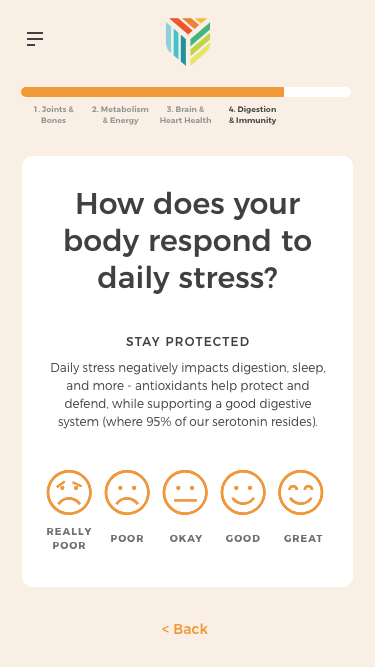 1. Joints &
Bones
2. Metabolism
& Energy
3. Brain &
Heart Health
4. Digestion
& Immunity
How does your
body respond to
daily stress?
STAY PROTECTED
Daily stress negatively impacts digestion, sleep,
and more - antioxidants help protect and
defend, while supporting a good digestive
system (where 95% of our serotonin resides).
REALLY
POOR
POOR
OKAY
GOOD
GREAT
< Back